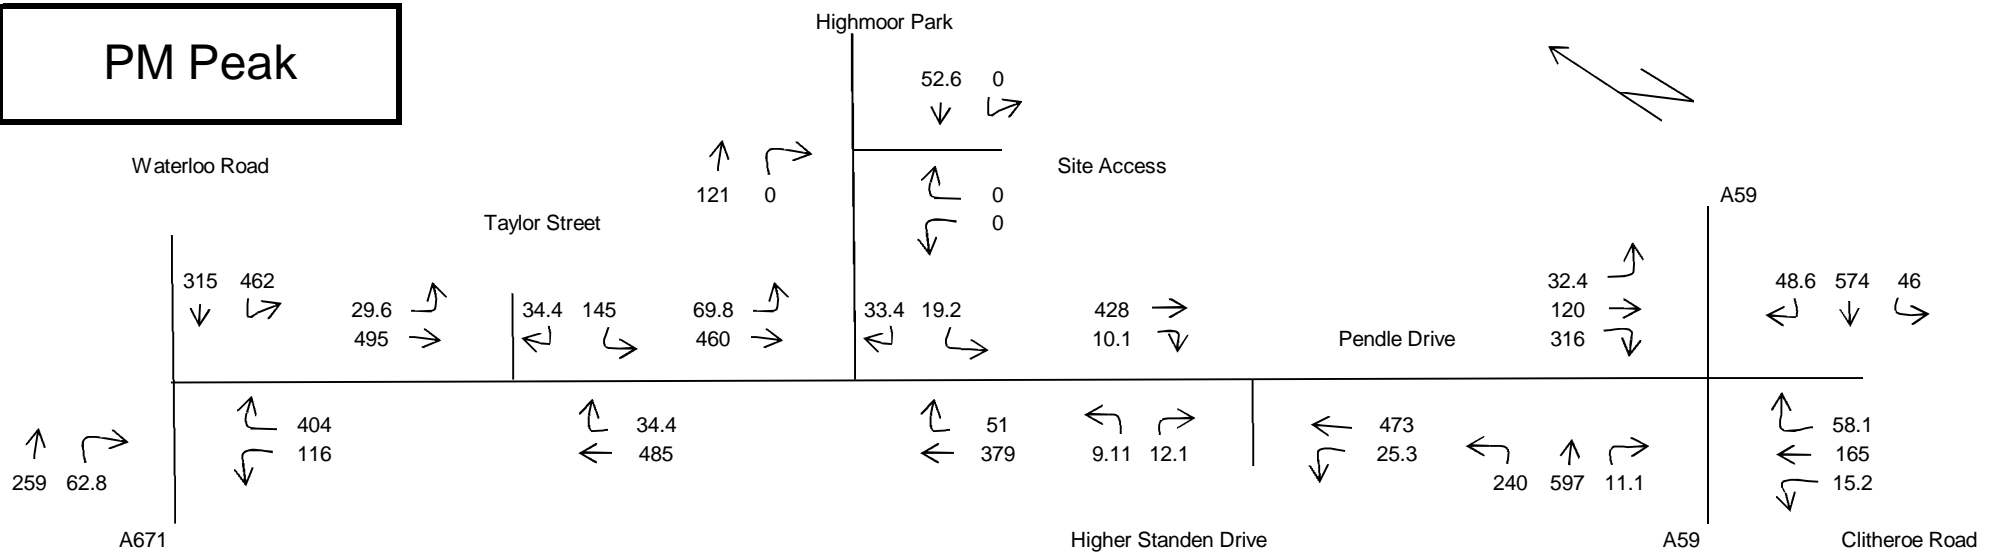 Highmoor Park
PM Peak
52.6 0
Waterloo Road
Site Access
121 0
0
A59
Taylor Street
0
315 462
32.4
48.6 574 46
29.6
34.4 145
69.8
33.4 19.2
428
120
495
460
10.1
Pendle Drive
316
404
34.4
51
473
58.1
116
485
379
9.11 12.1
25.3
165
259 62.8
240 597 11.1
15.2
A671
Higher Standen Drive
A59
Clitheroe Road